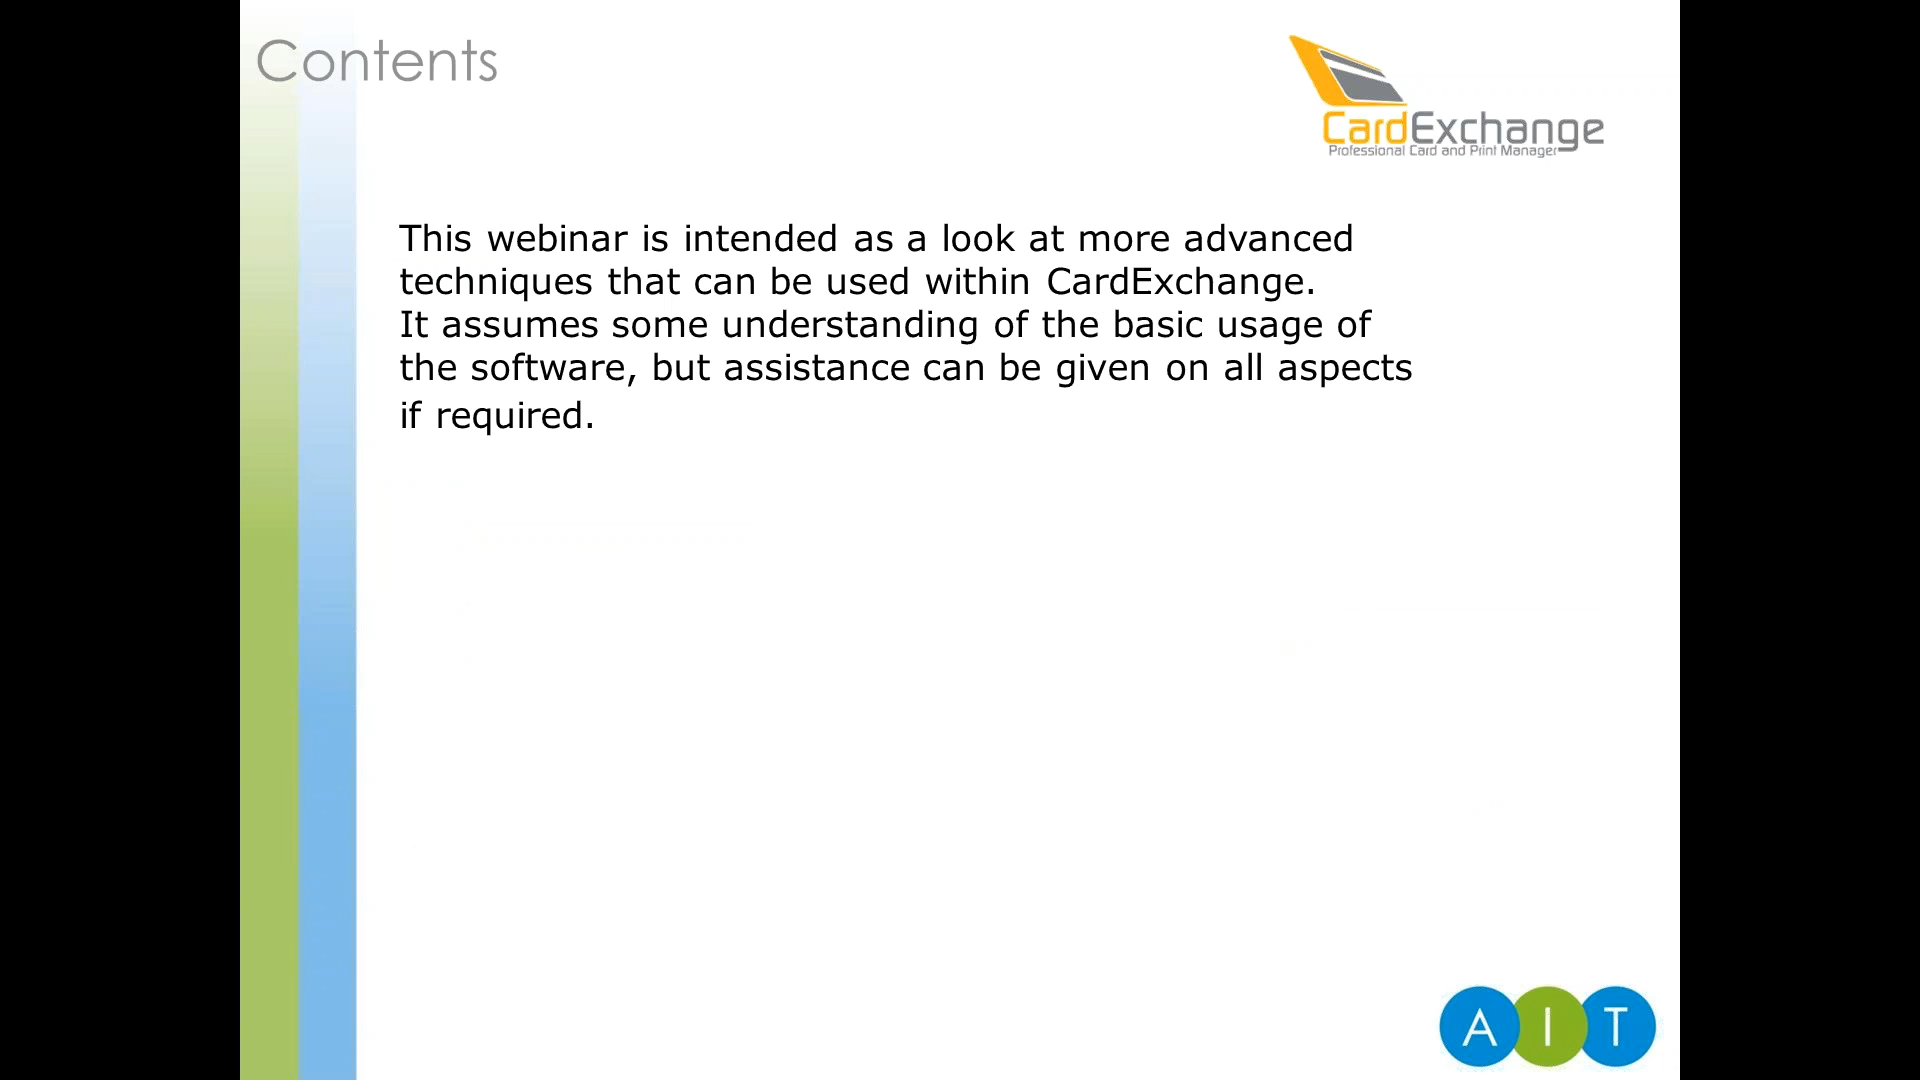 Contents
CardExchange
Professional Card and Print Manager
This webinar is intended as a look at more advanced
techniques that can be used within CardExchange.
It assumes some understanding of the basic usage of
the software, but assistance can be given on all aspects
if required.
A I T